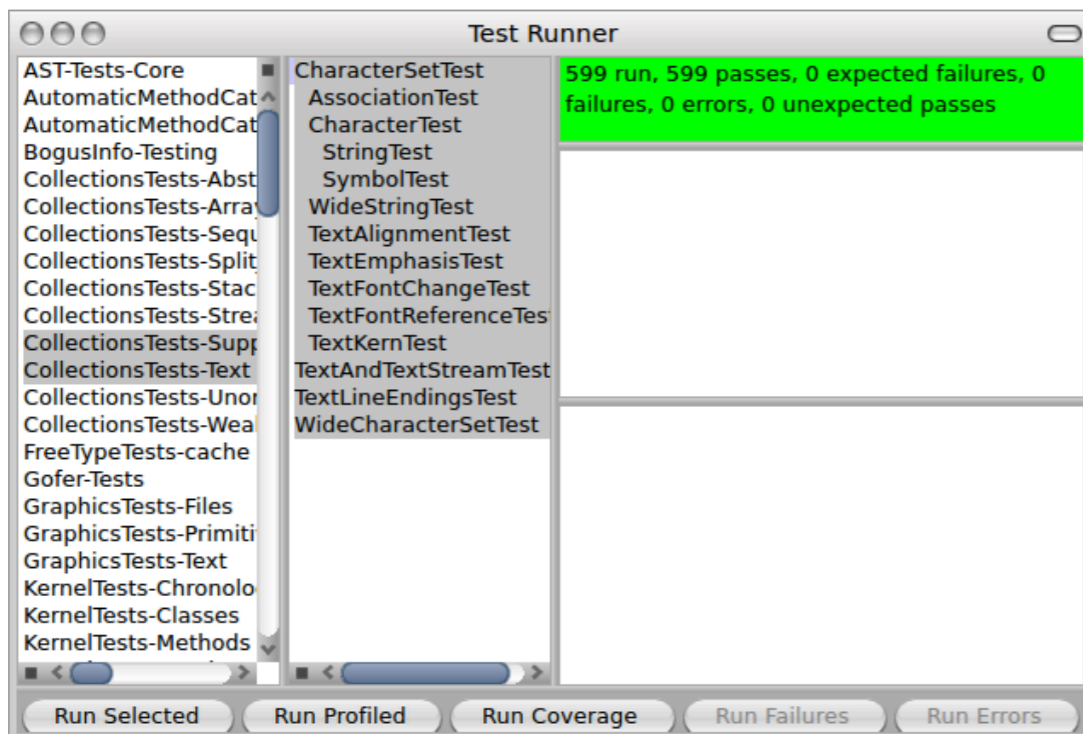 Test Runner
AST-Tests-Core
AutomaticMethodCat
AutomaticMethodCat
BogusInfo-Testing
CollectionsTests-Abst
CollectionsTests-Array
CollectionsTests-Sequ
CollectionsTests-Split
CollectionsTests-Stac
CollectionsTests-Strea
CollectionsTests-Supp
CollectionsTests-Text
CollectionsTests-Unor
CollectionsTests-Weal
FreeTypeTests-cache
Gofer-Tests
GraphicsTests-Files
GraphicsTests-Primiti
GraphicsTests-Text
KernelTests-Chronolo
KernelTests-Classes
KernelTests-Methods
CharacterSetTest
AssociationTest
CharacterTest
StringTest
SymbolTest
WideStringTest
TextAlignmentTest
TextEmphasisTest
TextFontChangeTest
TextFontReferenceTest
TextKernTest
TextAndTextStreamTest
TextLineEndingsTest
WideCharacterSetTest
599 run, 599 passes, 0 expected failures, 0
failures, 0 errors, 0 unexpected passes
Run Selected
Run Profiled
Run Coverage
Run Failures
Run Errors